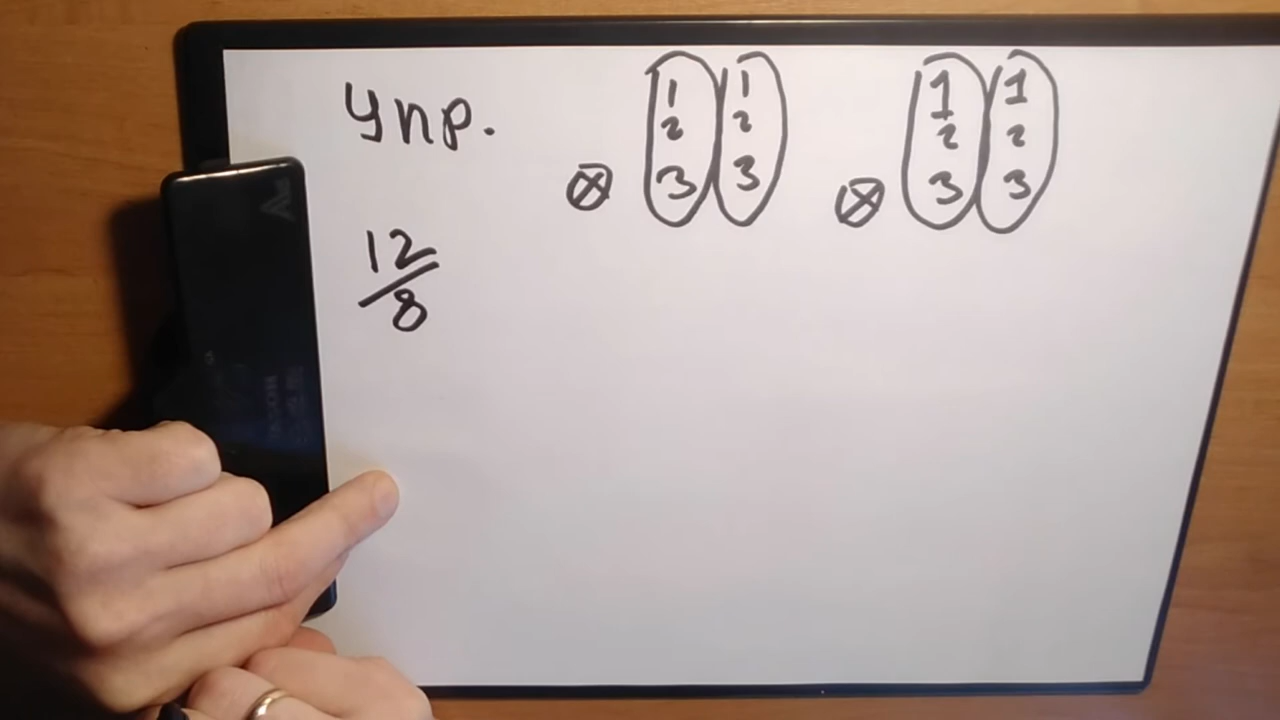 Упр.
1 1 1 1
2 2 2 2
⊗ 3 3 ⊗ 3 3
12/8